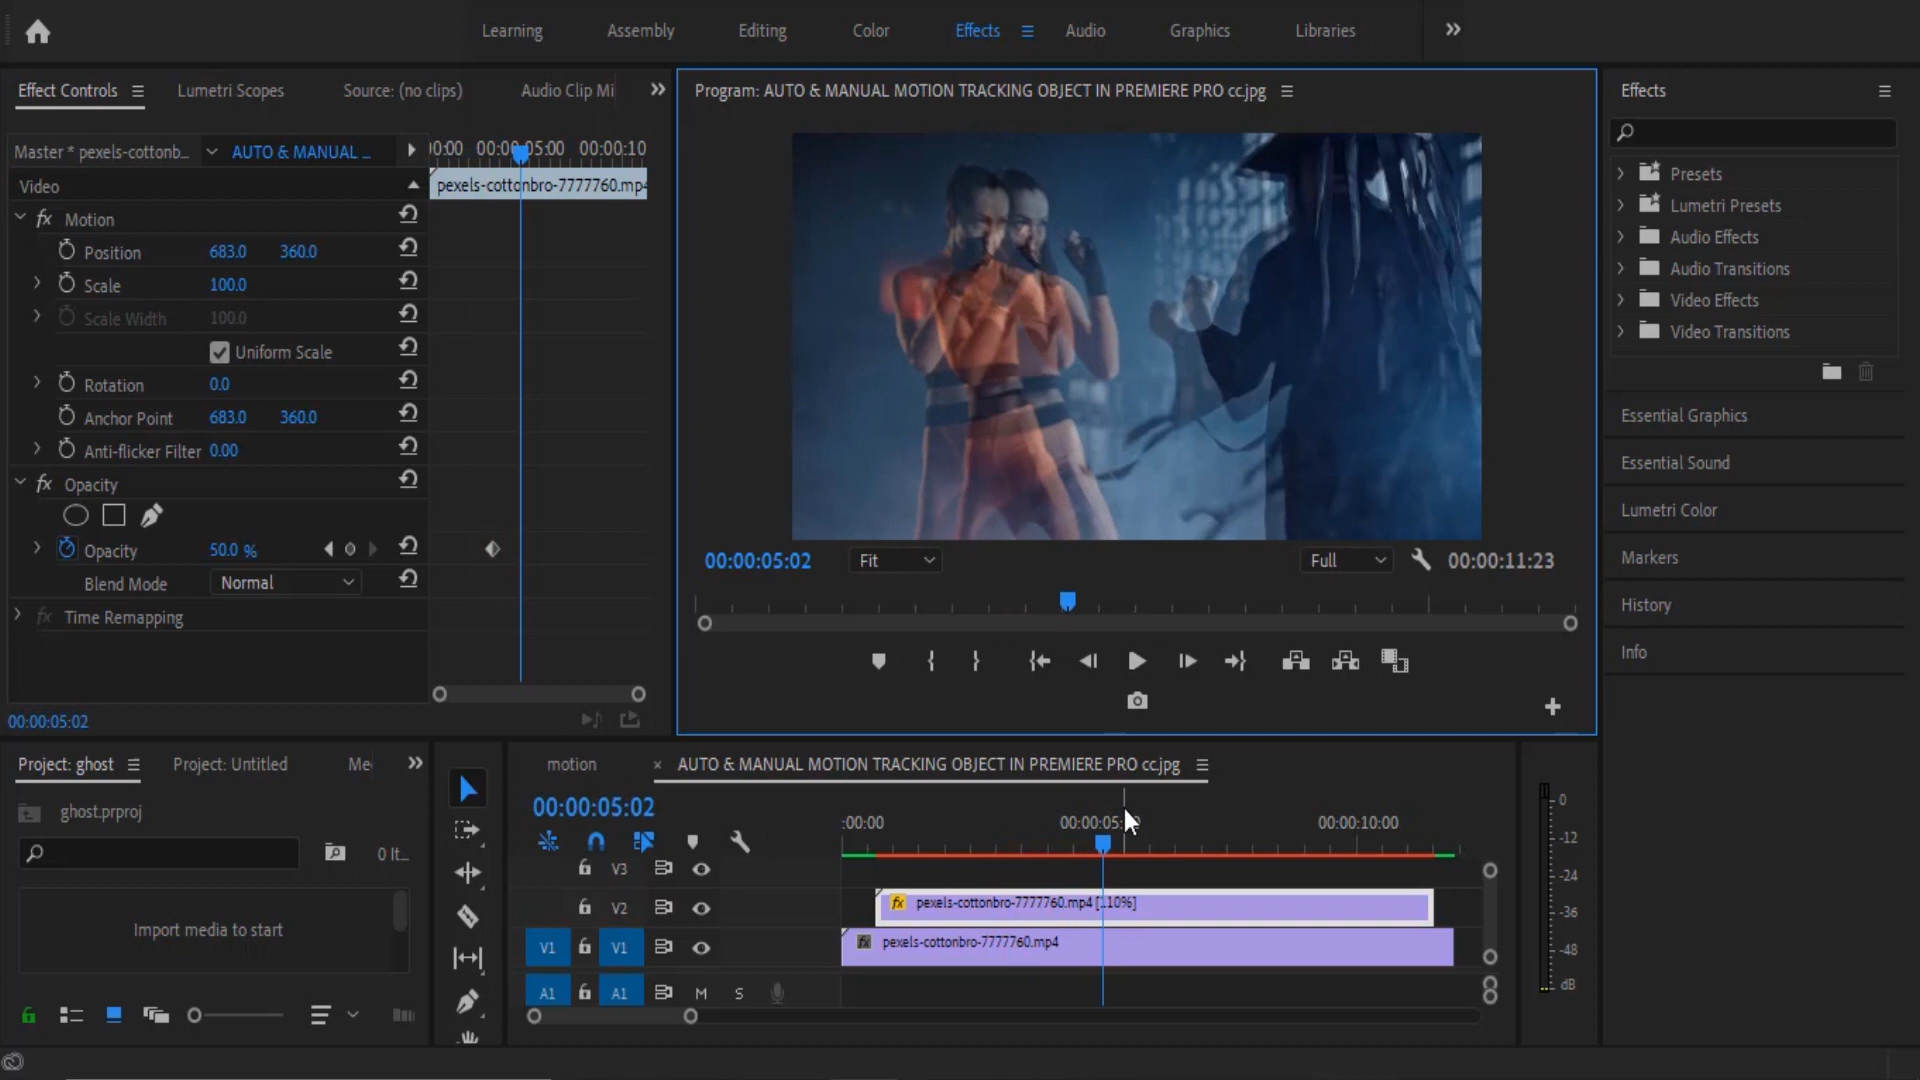 Learning Assembly Editing Color Effects Audio Graphics Libraries
Effect Controls Lumetri Scopes Source: (no clips) Audio Clip Mi
Master * pexels-cottonb... AUTO & MANUAL ...
00:00 00:00:05:00 00:00:10
Video
pexels-cottonbro-7777760.mp4
fx Motion
Position 683.0 360.0
Scale 100.0
Scale Width 100.0
Uniform Scale
Rotation 0.0
Anchor Point 683.0 360.0
Anti-flicker Filter 0.00
fx Opacity
Opacity 50.0 %
Blend Mode Normal
fx Time Remapping
00:00:05:02
Program: AUTO & MANUAL MOTION TRACKING OBJECT IN PREMIERE PRO cc.jpg
00:00:05:02 Fit Full 00:00:11:23
Effects
Presets
Lumetri Presets
Audio Effects
Audio Transitions
Video Effects
Video Transitions
Essential Graphics
Essential Sound
Lumetri Color
Markers
History
Info
Project: ghost Project: Untitled Me
ghost.prproj
0 It...
Import media to start
motion × AUTO & MANUAL MOTION TRACKING OBJECT IN PREMIERE PRO cc.jpg
00:00:05:02
:00:00 00:00:05:00 00:00:10:00
V3
V2 fx pexels-cottonbro-7777760.mp4 [110%]
V1 V1 fx pexels-cottonbro-7777760.mp4
A1 A1 M S
0
-12
-24
-36
-48
dB